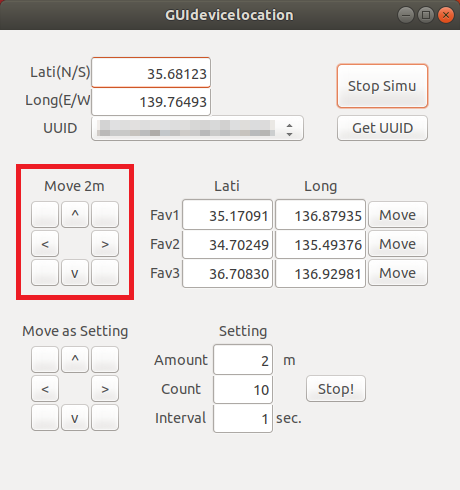 GUIdevicelocation
Lati(N/S) 35.68123
Stop Simu
Long(E/W 139.76493
UUID
Get UUID
Move 2m
Lati Long
^
Fav1 35.17091 136.87935 Move
< >
Fav2 34.70249 135.49376 Move
v
Fav3 36.70830 136.92981 Move
Move as Setting
Setting
^
Amount 2 m
< >
Count 10 Stop!
v
Interval 1 sec.